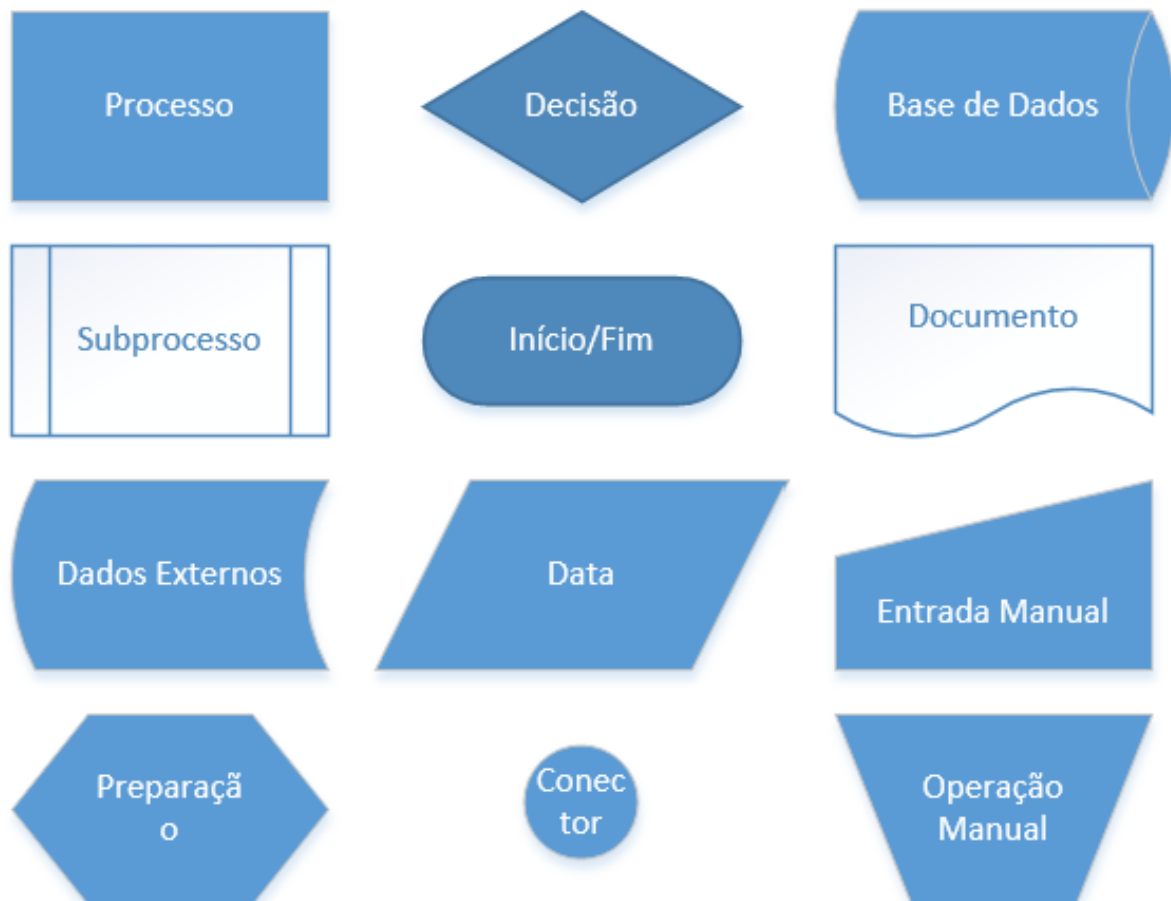 Processo
Decisão
Base de Dados
Subprocesso
Início/Fim
Documento
Dados Externos
Data
Entrada Manual
Preparaçã
o
Conec
tor
Operação
Manual